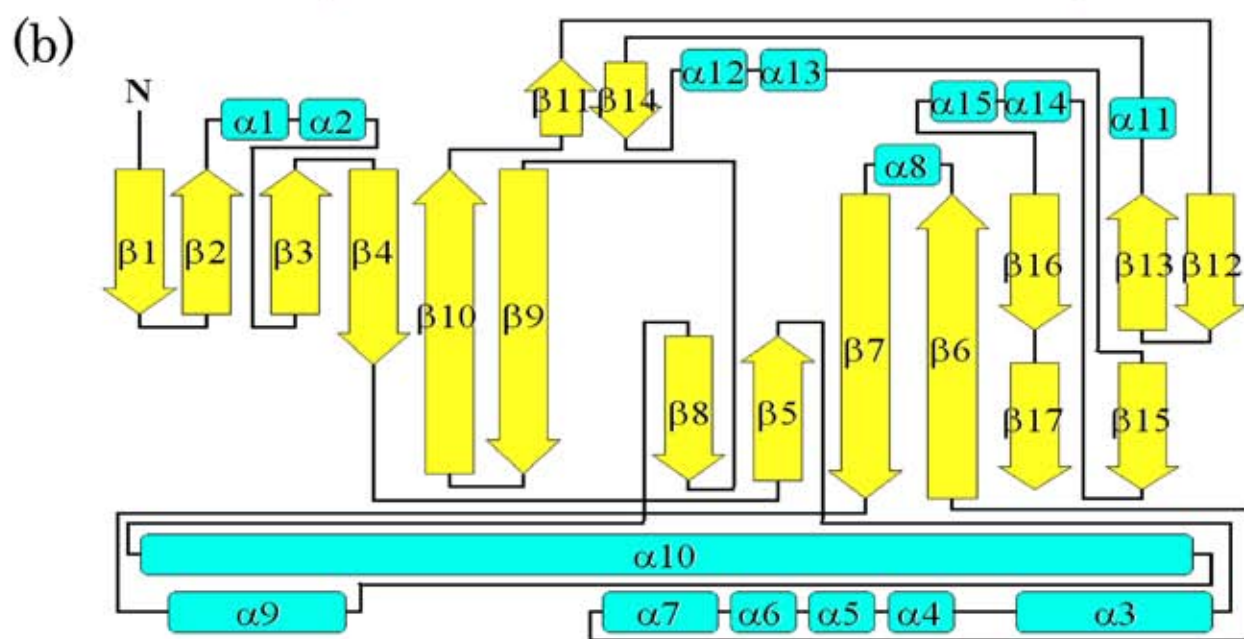 (b)
β11 β14 α12 α13
N α1 α2 α15 α14 α11
α8
β1 β2 β3 β4 β10 β9 β7 β6 β16 β13 β12
β8 β5 β17 β15
α10
α9 α7 α6 α5 α4 α3